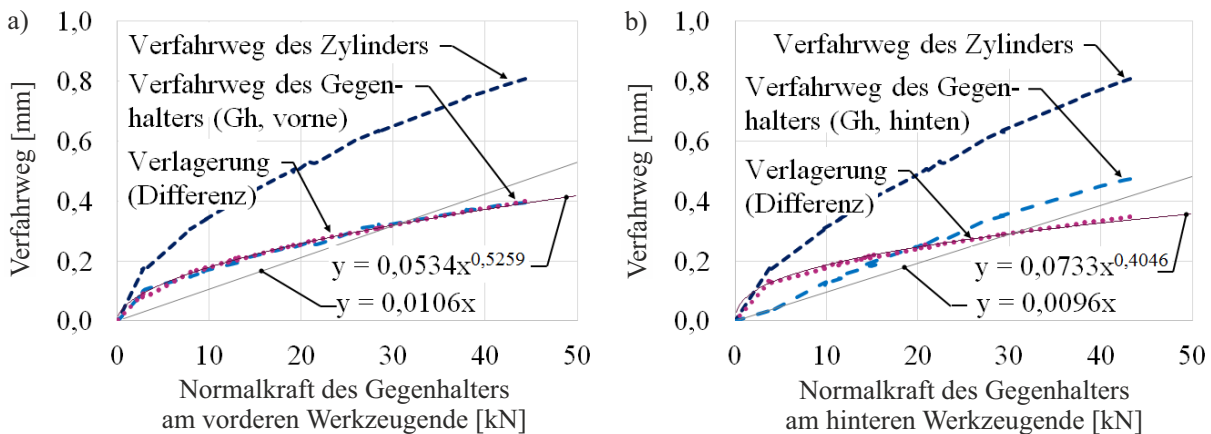 a)
Verfahrweg [mm]
1,0
0,8
0,6
0,4
0,2
0,0
Verfahrweg des Zylinders
Verfahrweg des Gegen-
halters (Gh, vorne)
Verlagerung
(Differenz)
y = 0,0534x^0,5259
y = 0,0106x
0 10 20 30 40 50
Normalkraft des Gegenhalters
am vorderen Werkzeugende [kN]
b)
Verfahrweg [mm]
1,0
0,8
0,6
0,4
0,2
0,0
Verfahrweg des Zylinders
Verfahrweg des Gegen-
halters (Gh, hinten)
Verlagerung
(Differenz)
y = 0,0733x^0,4046
y = 0,0096x
0 10 20 30 40 50
Normalkraft des Gegenhalters
am hinteren Werkzeugende [kN]